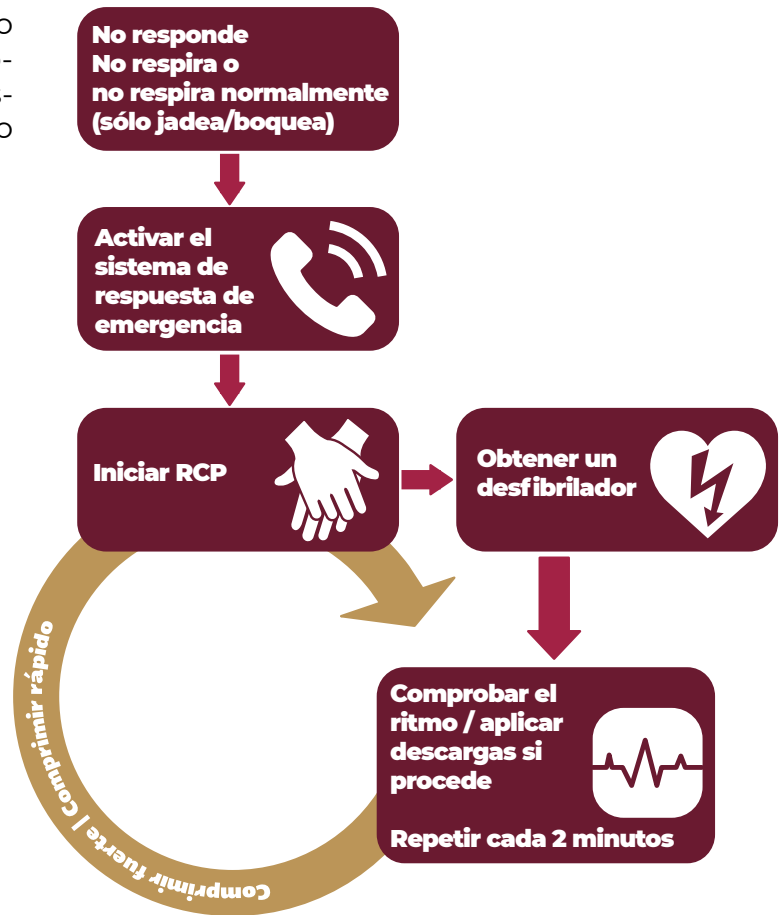 No responde
No respira o
no respira normalmente
(sólo jadea/boquea)
Activar el
sistema de
respuesta de
emergencia
Iniciar RCP
Obtener un
desfibrilador
Comprimir fuerte | Comprimir rápido
Comprobar el
ritmo / aplicar
descargas si
procede
Repetir cada 2 minutos